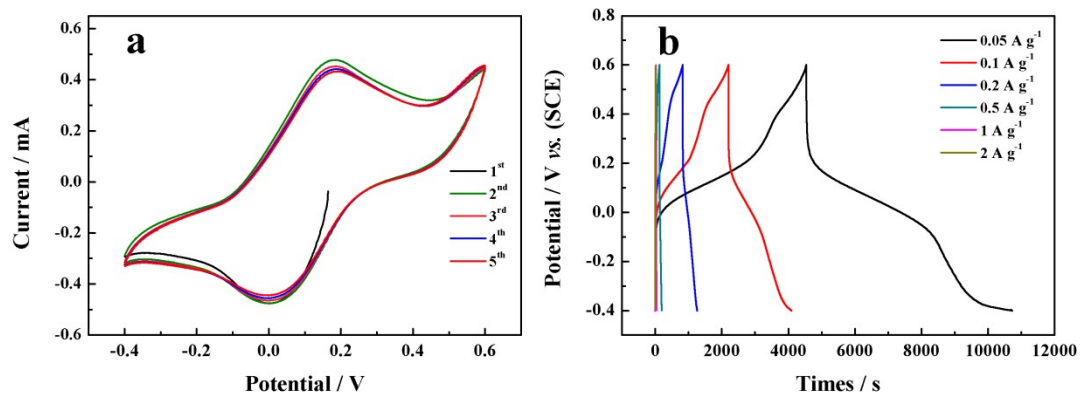 a
Current / mA
0.6
0.4
0.2
0.0
-0.2
-0.4
-0.6
1st
2nd
3rd
4th
5th
-0.4
-0.2
0.0
0.2
0.4
0.6
Potential / V
b
Potential / V vs. (SCE)
0.8
0.6
0.4
0.2
0.0
-0.2
-0.4
0.05 A g-1
0.1 A g-1
0.2 A g-1
0.5 A g-1
1 A g-1
2 A g-1
0
2000
4000
6000
8000
10000
12000
Times / s